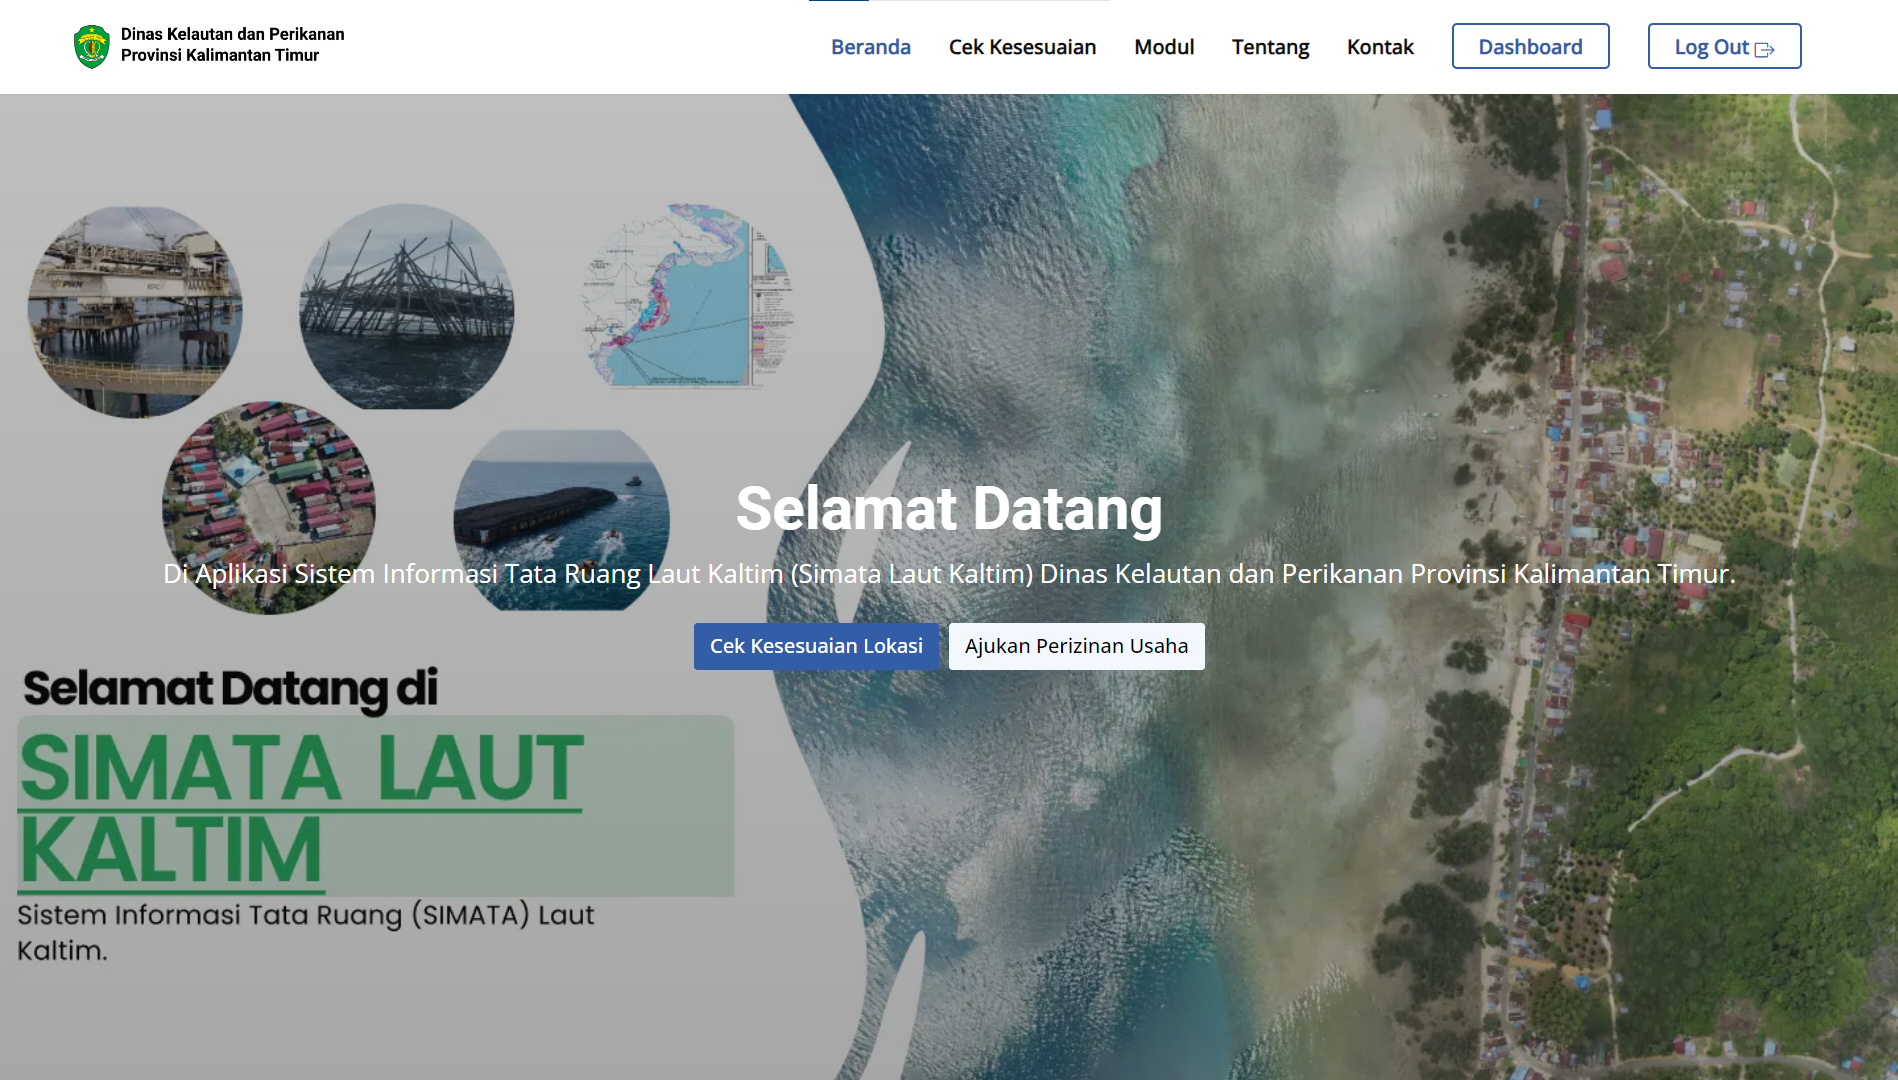 Dinas Kelautan dan Perikanan
Provinsi Kalimantan Timur
Beranda
Cek Kesesuaian
Modul
Tentang
Kontak
Dashboard
Log Out
Selamat Datang
Di Aplikasi Sistem Informasi Tata Ruang Laut Kaltim (Simata Laut Kaltim) Dinas Kelautan dan Perikanan Provinsi Kalimantan Timur.
Cek Kesesuaian Lokasi
Ajukan Perizinan Usaha
Selamat Datang di
SIMATA LAUT
KALTIM
Sistem Informasi Tata Ruang (SIMATA) Laut
Kaltim.